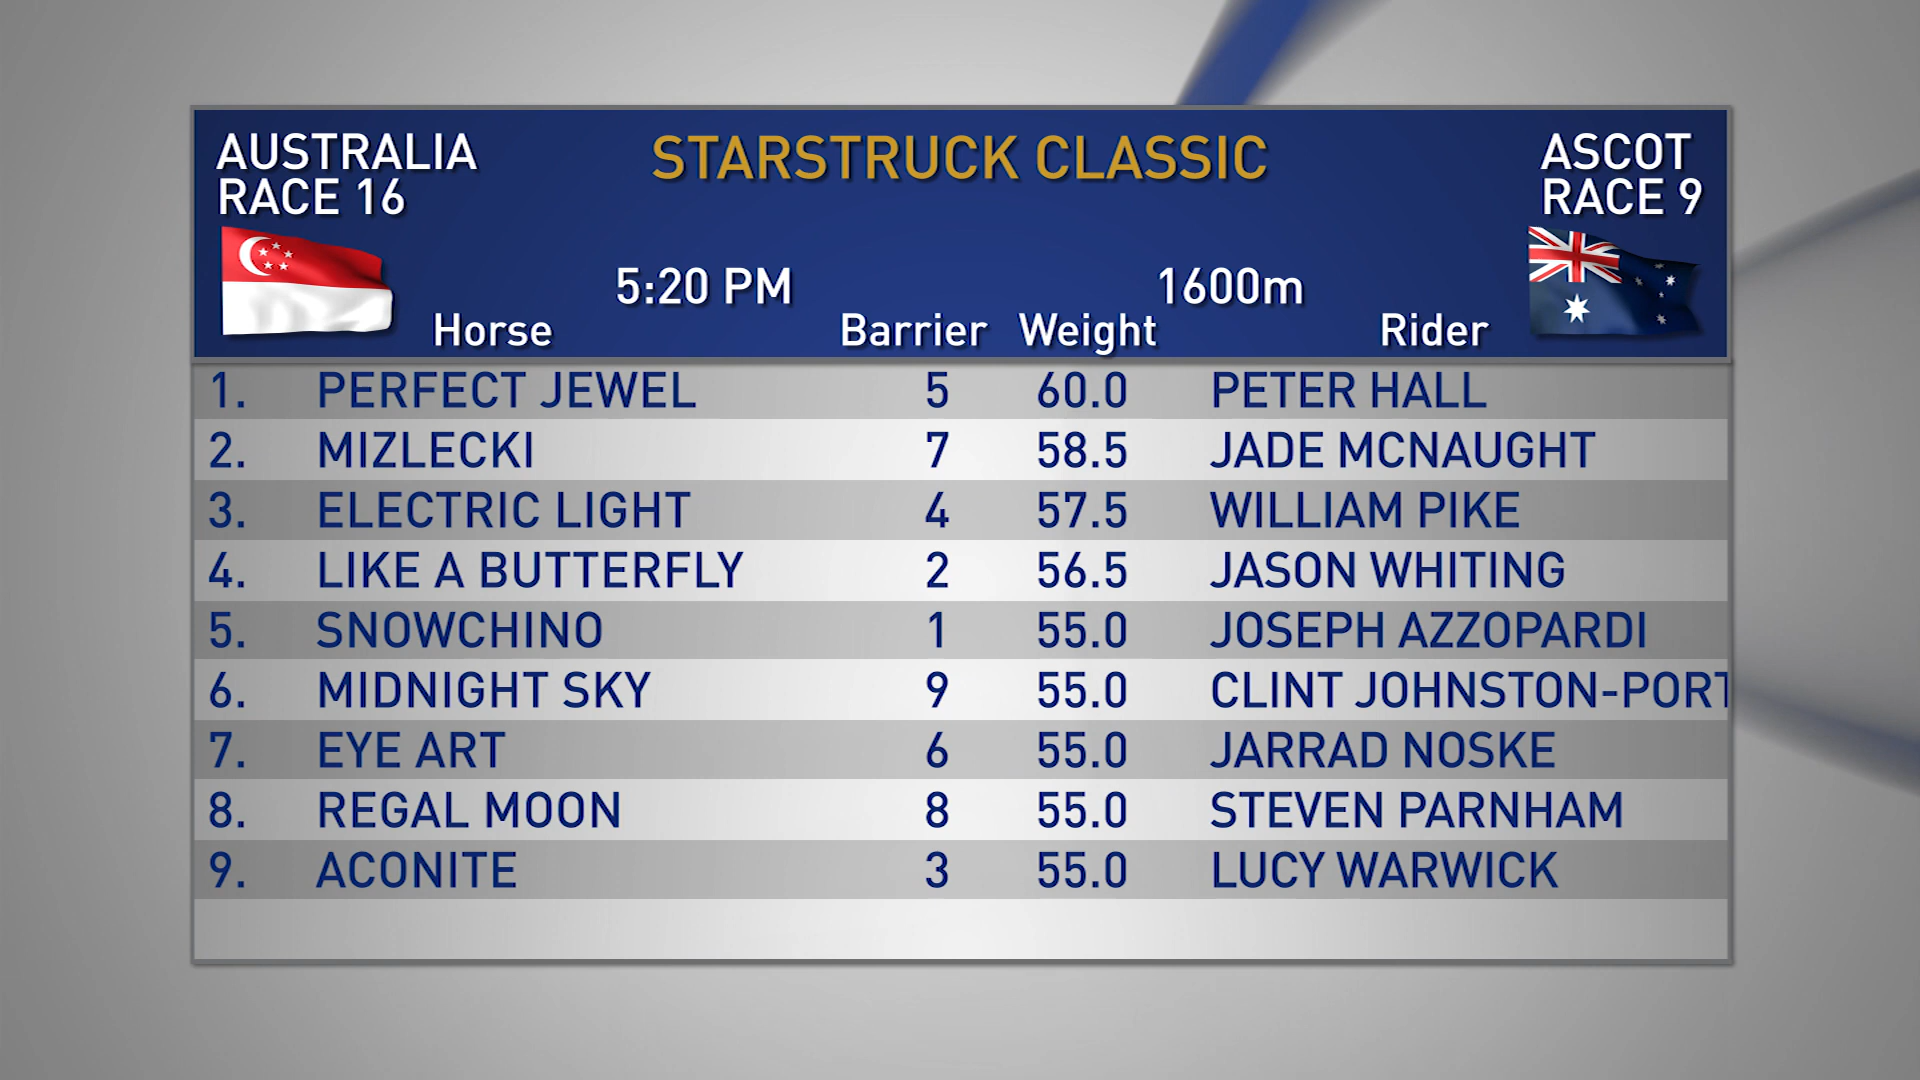 AUSTRALIA
RACE 16
STARSTRUCK CLASSIC
ASCOT
RACE 9
5:20 PM 1600m
Horse Barrier Weight Rider
1. PERFECT JEWEL 5 60.0 PETER HALL
2. MIZLECKI 7 58.5 JADE MCNAUGHT
3. ELECTRIC LIGHT 4 57.5 WILLIAM PIKE
4. LIKE A BUTTERFLY 2 56.5 JASON WHITING
5. SNOWCHINO 1 55.0 JOSEPH AZZOPARDI
6. MIDNIGHT SKY 9 55.0 CLINT JOHNSTON-PORT
7. EYE ART 6 55.0 JARRAD NOSKE
8. REGAL MOON 8 55.0 STEVEN PARNHAM
9. ACONITE 3 55.0 LUCY WARWICK